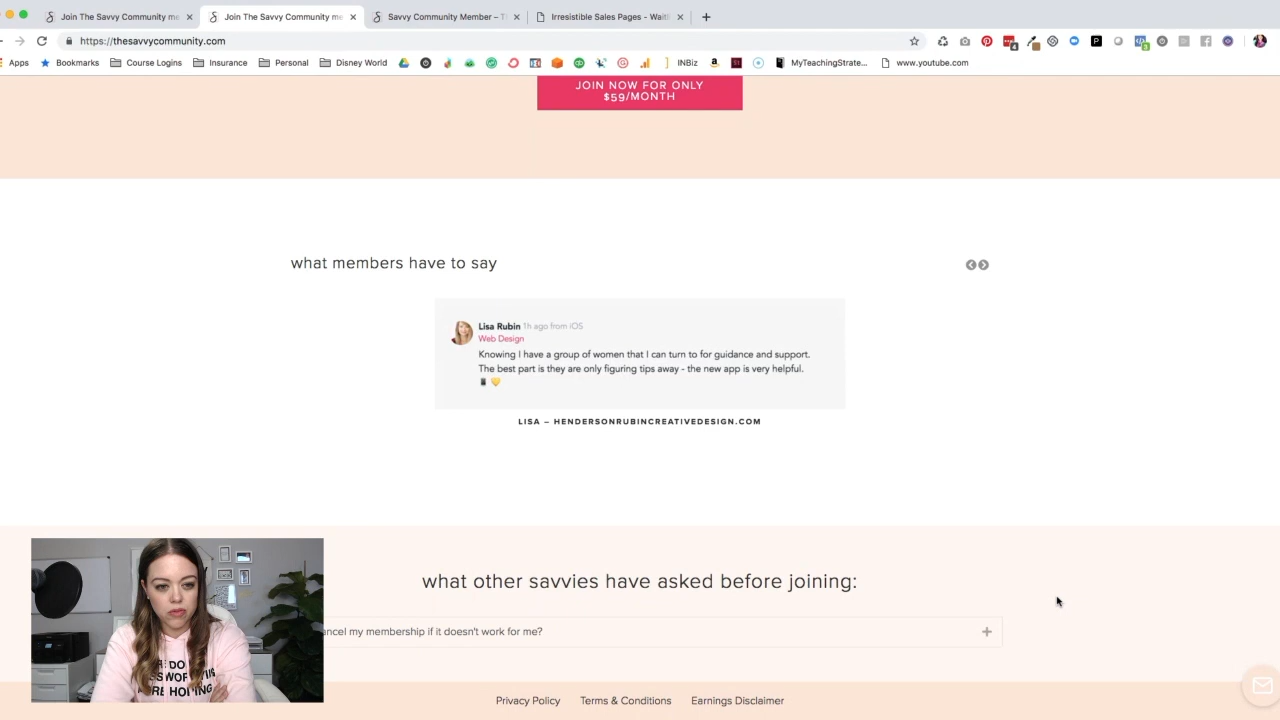 Join The Savvy Community me
Join The Savvy Community me
Savvy Community Member – T
Irresistible Sales Pages - Waitl
https://thesavvycommunity.com
Apps
Bookmarks
Course Logins
Insurance
Personal
Disney World
INBiz
MyTeachingStrate...
www.youtube.com
JOIN NOW FOR ONLY
$59/MONTH
what members have to say
Lisa Rubin 1h ago from iOS
Web Design
Knowing I have a group of women that I can turn to for guidance and support.
The best part is they are only figuring tips away - the new app is very helpful.
LISA – HENDERSONRUBINCREATIVEDESIGN.COM
what other savvies have asked before joining:
ancel my membership if it doesn't work for me?
Privacy Policy
Terms & Conditions
Earnings Disclaimer